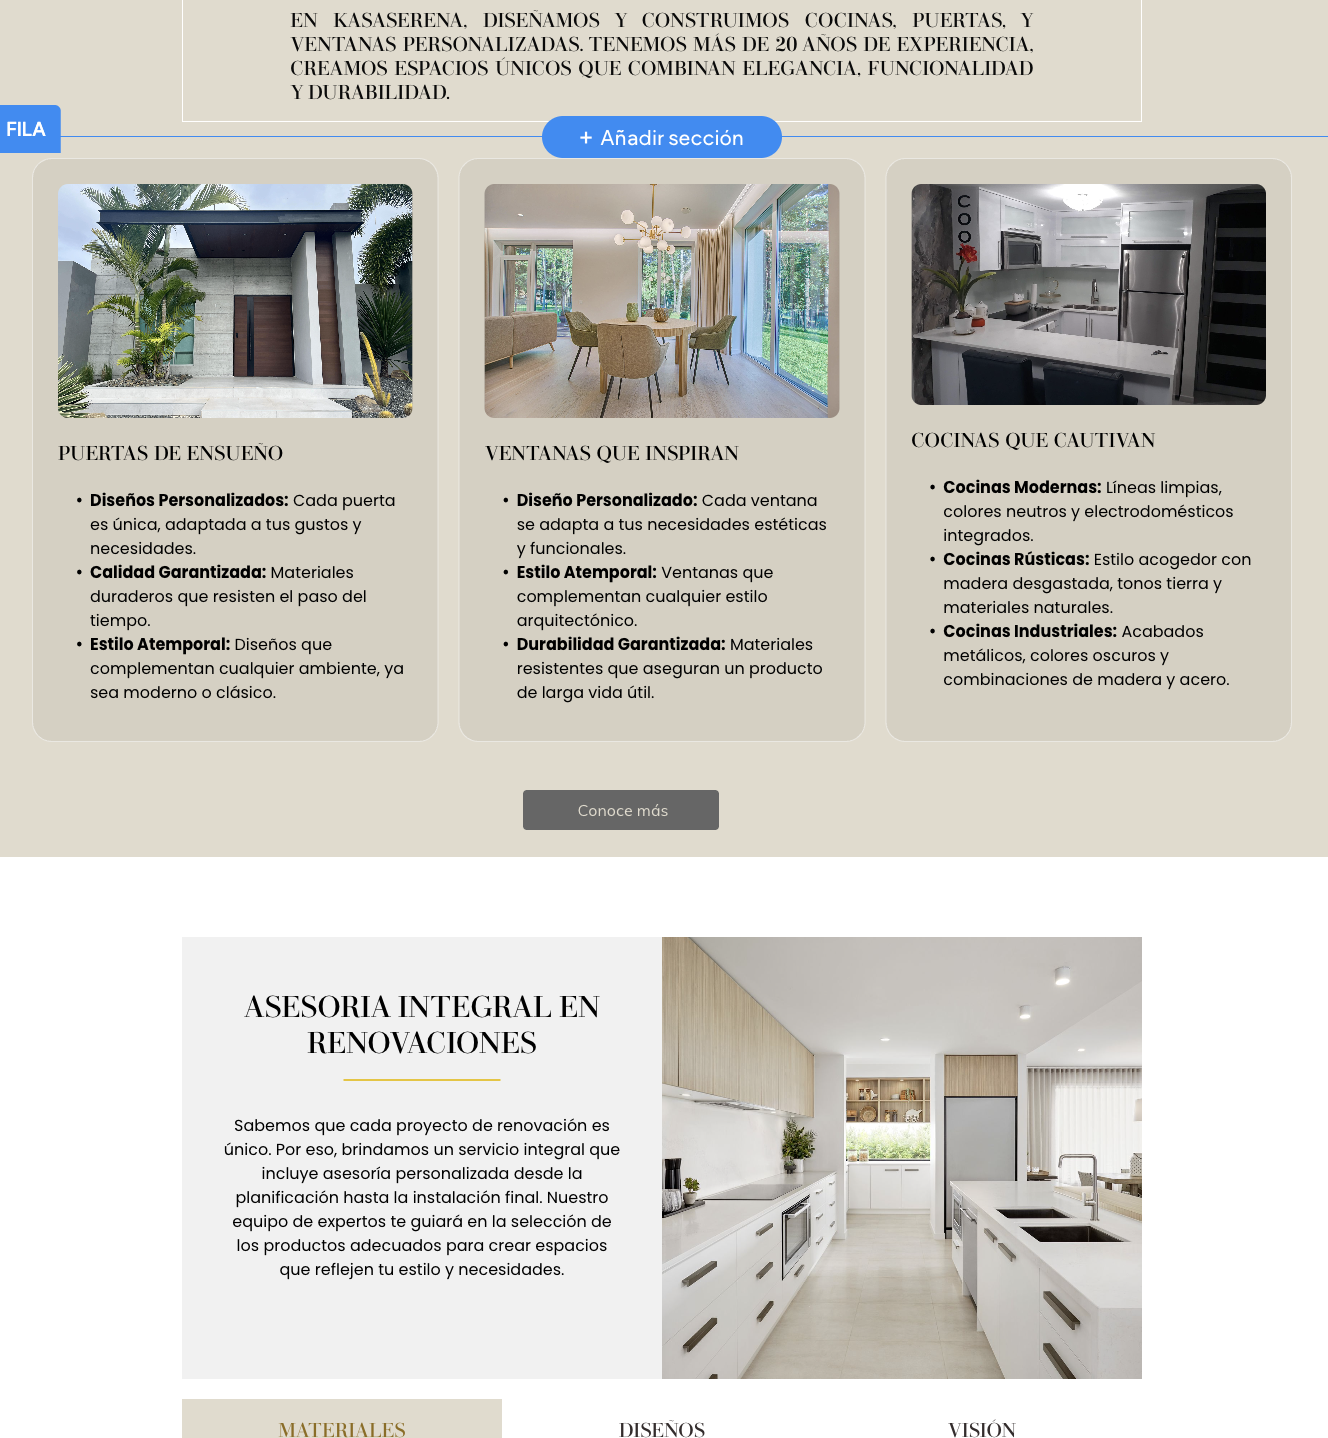 EN KASASERENA, DISEÑAMOS Y CONSTRUIMOS COCINAS, PUERTAS, Y
VENTANAS PERSONALIZADAS. TENEMOS MÁS DE 20 AÑOS DE EXPERIENCIA,
CREAMOS ESPACIOS ÚNICOS QUE COMBINAN ELEGANCIA, FUNCIONALIDAD
Y DURABILIDAD.
FILA
+ Añadir sección
PUERTAS DE ENSUEÑO
• Diseños Personalizados: Cada puerta
es única, adaptada a tus gustos y
necesidades.
• Calidad Garantizada: Materiales
duraderos que resisten el paso del
tiempo.
• Estilo Atemporal: Diseños que
complementan cualquier ambiente, ya
sea moderno o clásico.
VENTANAS QUE INSPIRAN
• Diseño Personalizado: Cada ventana
se adapta a tus necesidades estéticas
y funcionales.
• Estilo Atemporal: Ventanas que
complementan cualquier estilo
arquitectónico.
• Durabilidad Garantizada: Materiales
resistentes que aseguran un producto
de larga vida útil.
COO
COCINAS QUE CAUTIVAN
• Cocinas Modernas: Líneas limpias,
colores neutros y electrodomésticos
integrados.
• Cocinas Rústicas: Estilo acogedor con
madera desgastada, tonos tierra y
materiales naturales.
• Cocinas Industriales: Acabados
metálicos, colores oscuros y
combinaciones de madera y acero.
Conoce más
ASESORIA INTEGRAL EN
RENOVACIONES
Sabemos que cada proyecto de renovación es
único. Por eso, brindamos un servicio integral que
incluye asesoría personalizada desde la
planificación hasta la instalación final. Nuestro
equipo de expertos te guiará en la selección de
los productos adecuados para crear espacios
que reflejen tu estilo y necesidades.
MATERIALES
DISEÑOS
VISIÓN